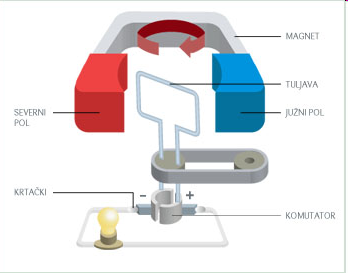 MAGNET
TULJAVA
SEVERNI
POL
JUŽNI POL
KRTAČKI
– +
KOMUTATOR